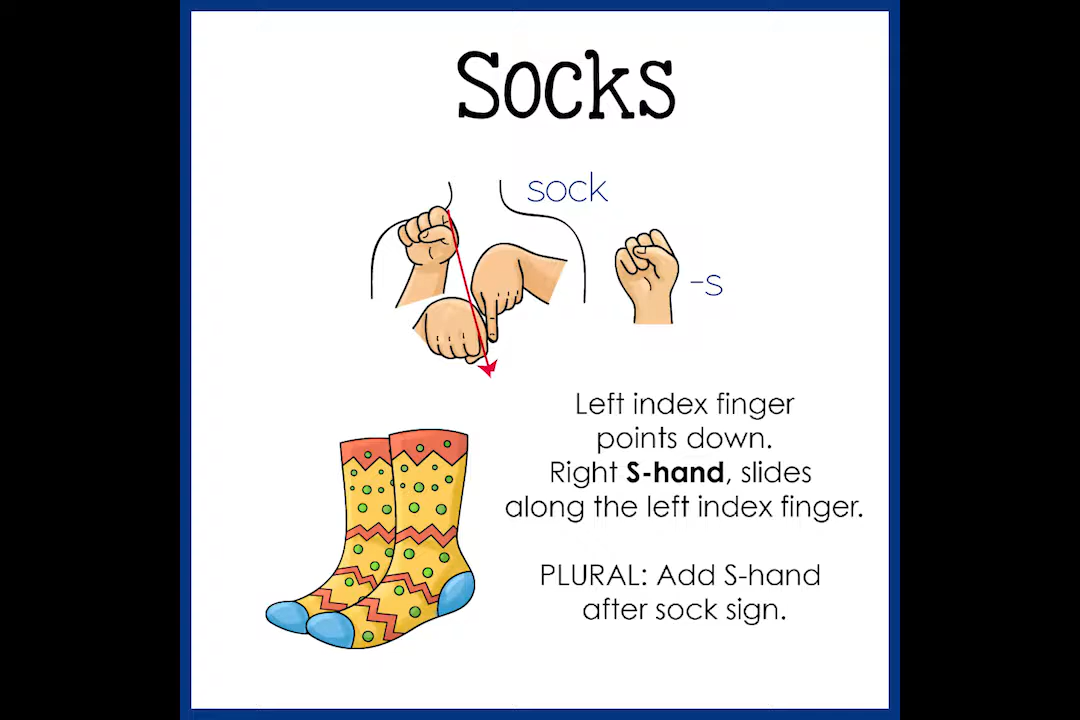 Socks
sock
-s
Left index finger
points down.
Right S-hand, slides
along the left index finger.
PLURAL: Add S-hand
after sock sign.